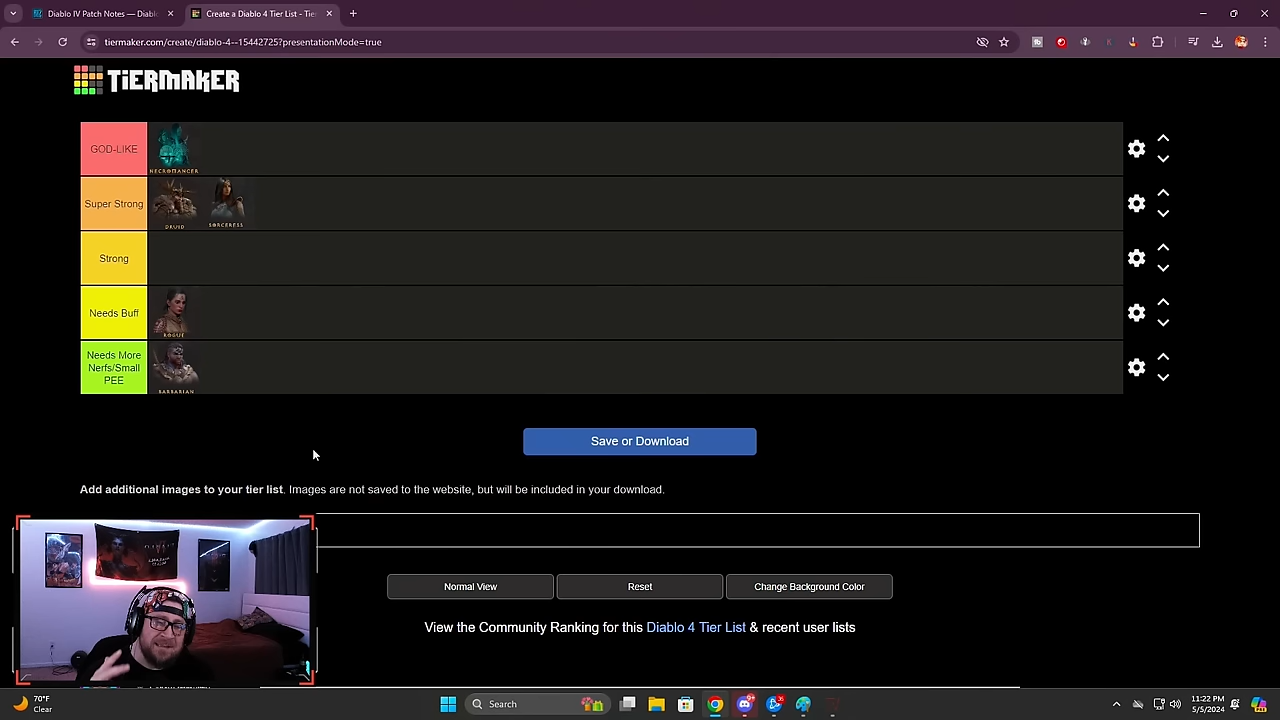 Diablo IV Patch Notes — Diablo
Create a Diablo 4 Tier List - Tier
tiermaker.com/create/diablo-4--15442725?presentationMode=true
TiERMAKER
GOD-LIKE
NECROMANCER
Super Strong
DRUID
SORCERESS
Strong
Needs Buff
ROGUE
Needs More
Nerfs/Small
PEE
BARBARIAN
Save or Download
Add additional images to your tier list. Images are not saved to the website, but will be included in your download.
Normal View
Reset
Change Background Color
View the Community Ranking for this Diablo 4 Tier List & recent user lists
70°F
Clear
Search
11:22 PM
5/5/2024